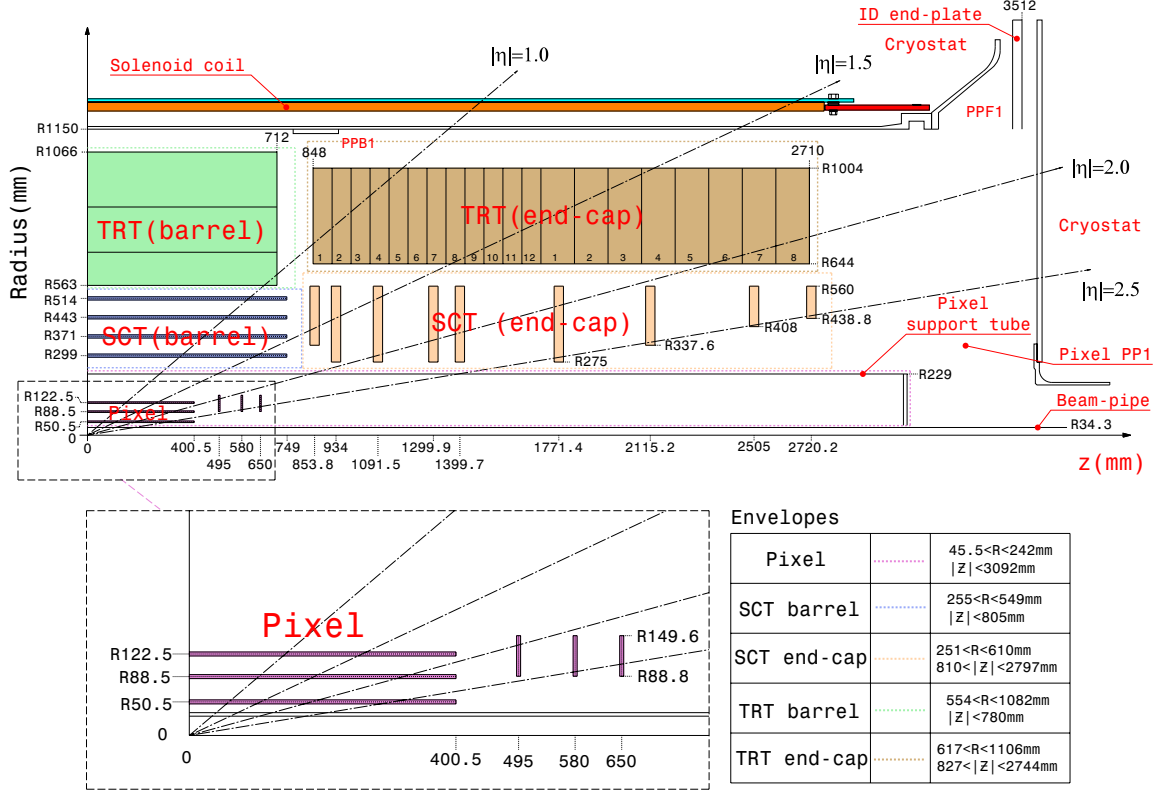 3512
ID end-plate
Cryostat
|η|=1.0
|η|=1.5
Solenoid coil
PPF1
R1150
712
PPB1
R1066
848
2710
R1004
|η|=2.0
TRT(barrel)
TRT(end-cap)
Cryostat
Radius(mm)
1 2 3 4 5 6 7 8 9 10 11 12 1 2 3 4 5 6 7 8
R644
R563
R514
R443
R371
R299
SCT(barrel)
SCT (end-cap)
R560
R438.8
R408
R337.6
R275
|η|=2.5
Pixel
support tube
Pixel PP1
R229
R122.5
R88.5
R50.5
0
Pixel
Beam-pipe
R34.3
0
400.5
580
749
934
1299.9
1771.4
2115.2
2505
2720.2
495
650
853.8
1091.5
1399.7
z(mm)
Pixel
R122.5
R88.5
R50.5
0
R149.6
R88.8
0
400.5
495
580
650
Envelopes
Pixel
45.5<R<242mm
|Z|<3092mm
SCT barrel
255<R<549mm
|Z|<805mm
SCT end-cap
251<R<610mm
810<|Z|<2797mm
TRT barrel
554<R<1082mm
|Z|<780mm
TRT end-cap
617<R<1106mm
827<|Z|<2744mm